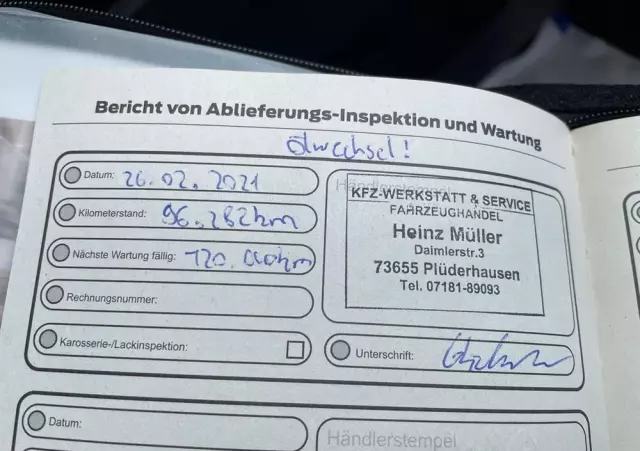 Bericht von Ablieferungs-Inspektion und Wartung
Ölwechsel!
Datum: 26.02.2021
Kilometerstand: 96.282km
Nächste Wartung fällig: 120.000km
Rechnungsnummer:
Karosserie-/Lackinspektion:
Händlerstempel
KFZ-WERKSTATT & SERVICE
FAHRZEUGHANDEL
Heinz Müller
Daimlerstr.3
73655 Plüderhausen
Tel. 07181-89093
Unterschrift:
Datum:
Händlerstempel